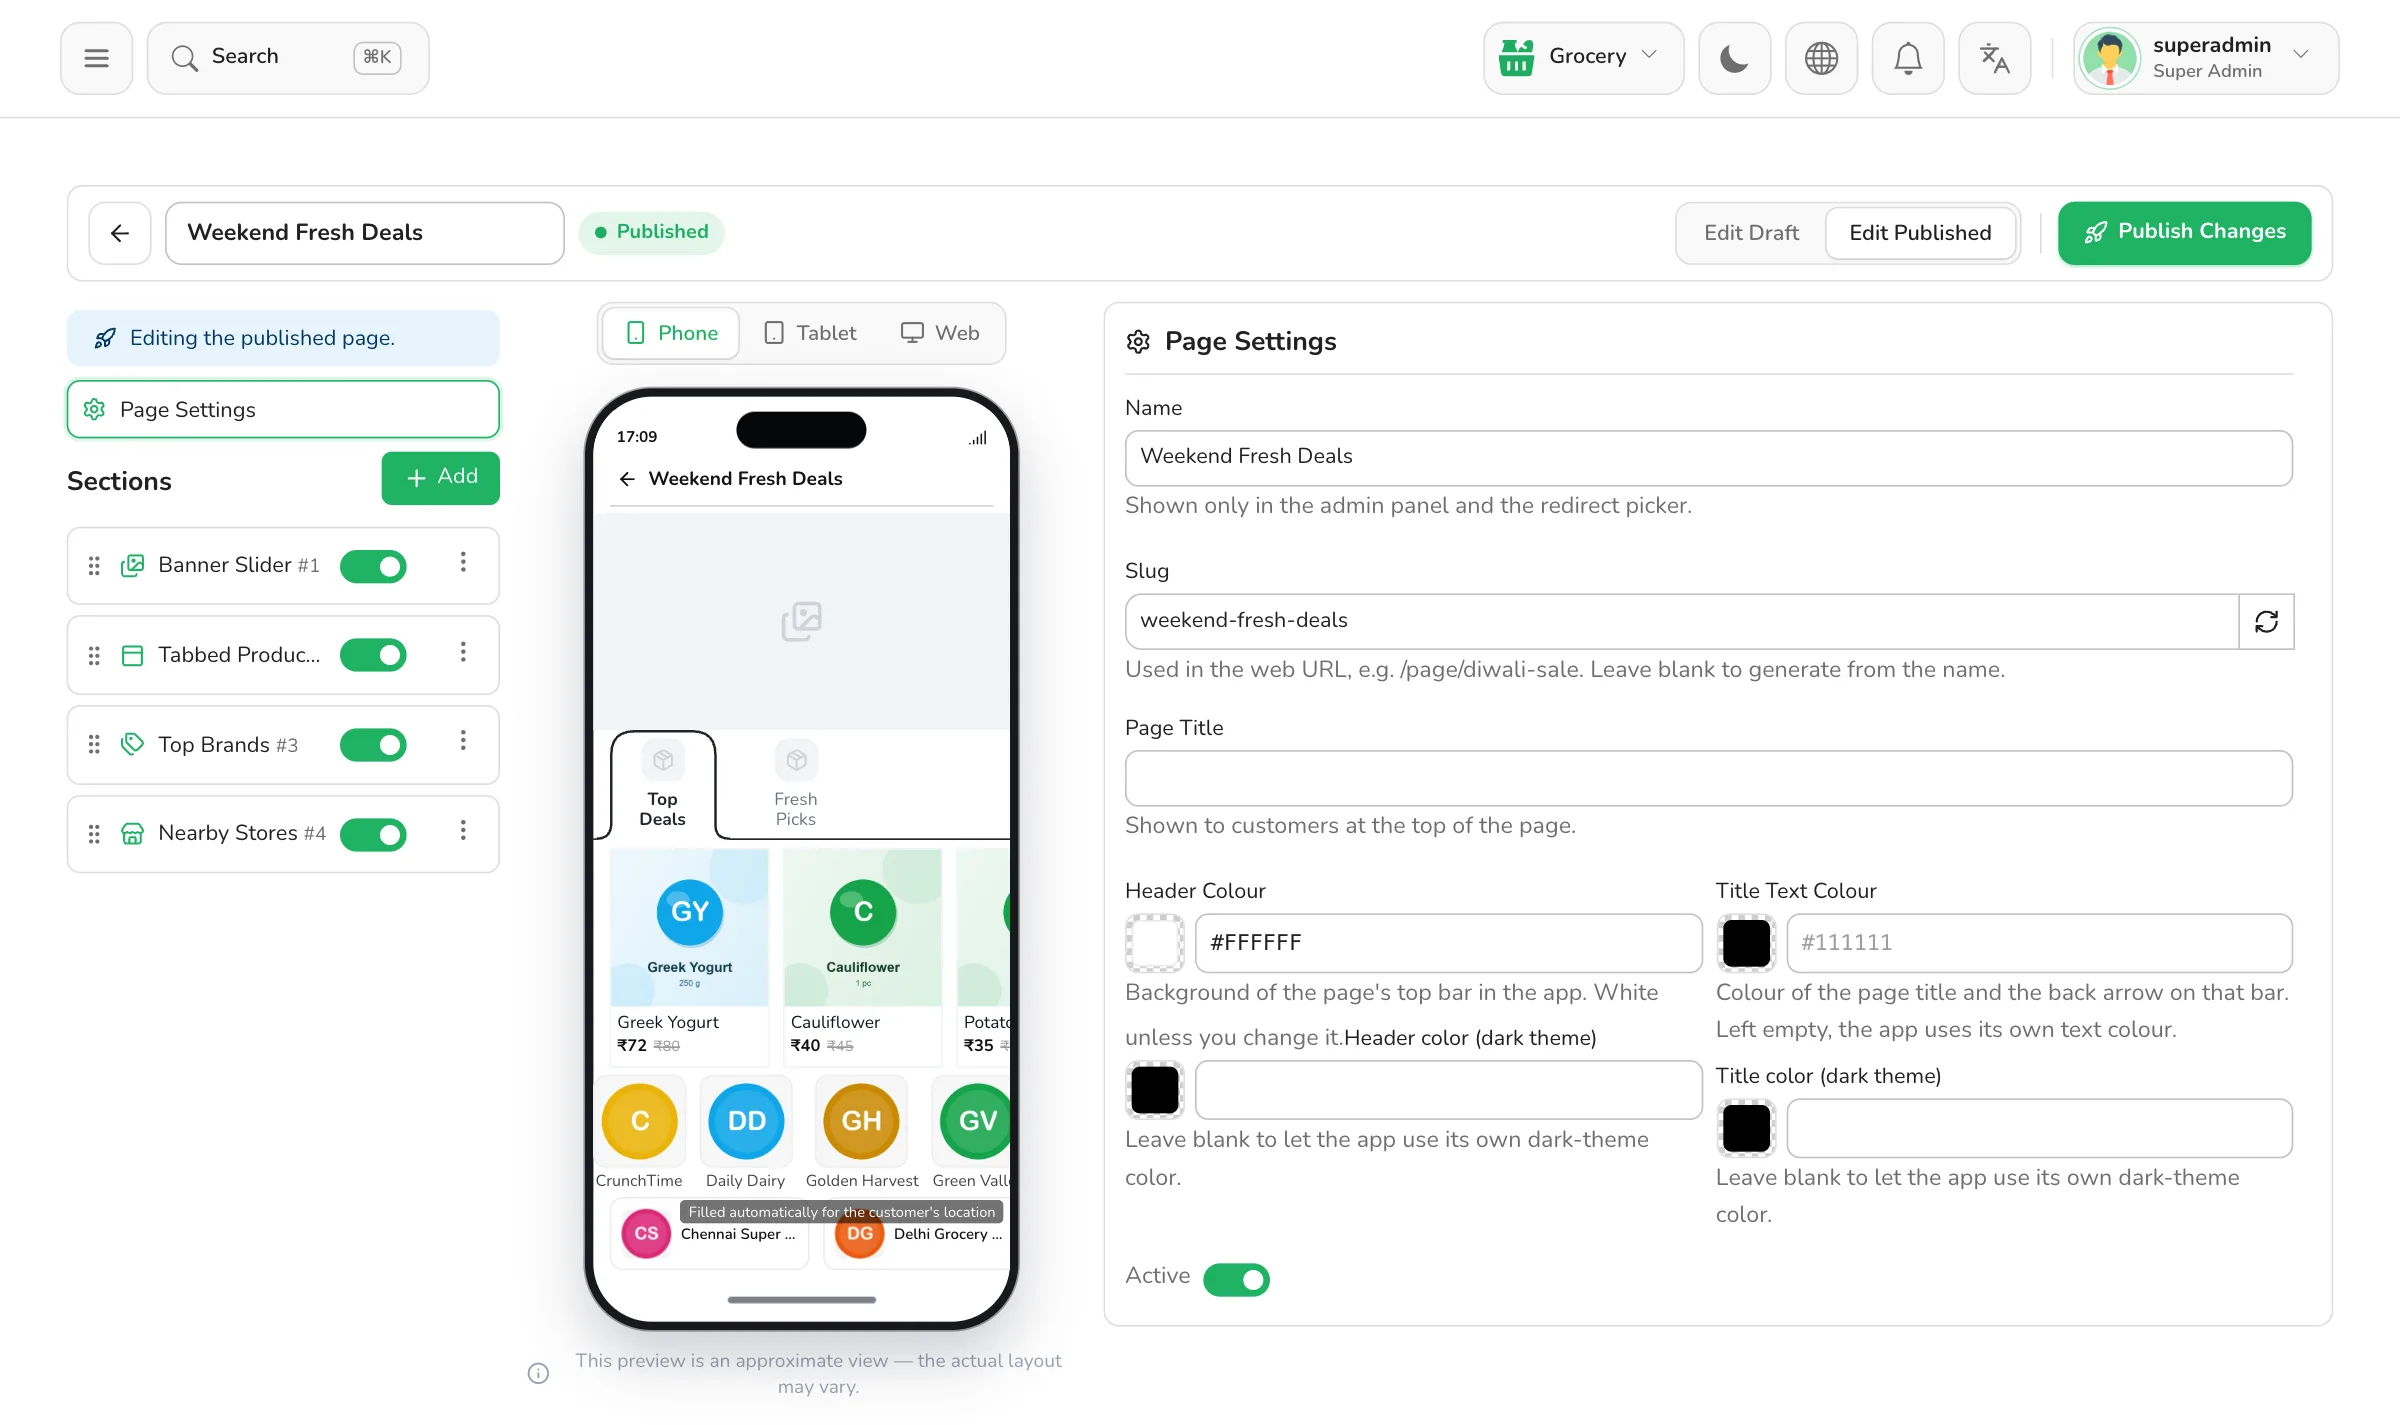 Search ⌘K
Grocery
superadmin
Super Admin
Weekend Fresh Deals
Published
Edit Draft
Edit Published
Publish Changes
Editing the published page.
Page Settings
Sections
Add
Banner Slider #1
Tabbed Produc...
Top Brands #3
Nearby Stores #4
Phone
Tablet
Web
17:09
Weekend Fresh Deals
Top
Deals
Fresh
Picks
GY
Greek Yogurt
250 g
C
Cauliflower
1 pc
Greek Yogurt
₹72 ₹80
Cauliflower
₹40 ₹45
₹35
C
DD
GH
GV
CrunchTime
Daily Dairy
Golden Harvest
Filled automatically for the customer's location
CS
Chennai Super ...
DG
Delhi Grocery ...
This preview is an approximate view — the actual layout
may vary.
Page Settings
Name
Weekend Fresh Deals
Shown only in the admin panel and the redirect picker.
Slug
weekend-fresh-deals
Used in the web URL, e.g. /page/diwali-sale. Leave blank to generate from the name.
Page Title
Shown to customers at the top of the page.
Header Colour
#FFFFFF
Background of the page's top bar in the app. White
unless you change it.Header color (dark theme)
Leave blank to let the app use its own dark-theme
color.
Title Text Colour
#111111
Colour of the page title and the back arrow on that bar.
Left empty, the app uses its own text colour.
Title color (dark theme)
Leave blank to let the app use its own dark-theme
color.
Active